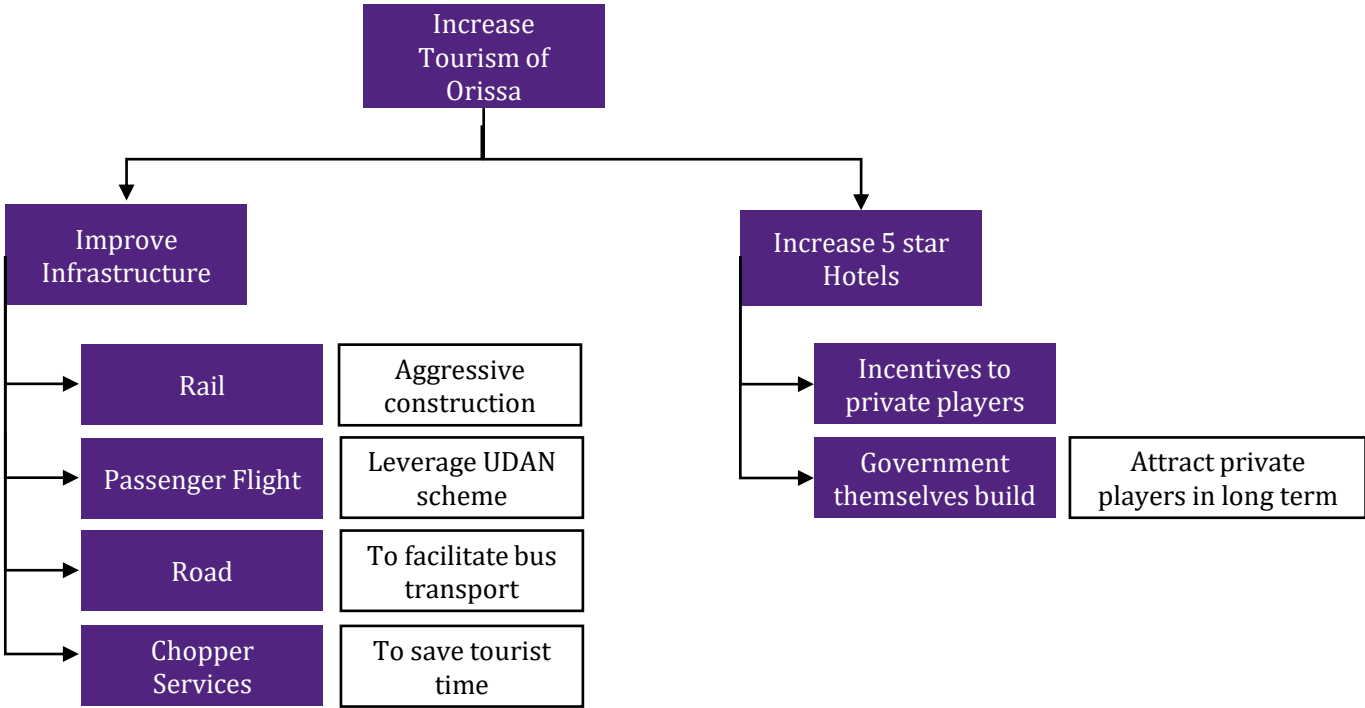 Increase
Tourism of
Orissa
Improve
Infrastructure
Increase 5 star
Hotels
Rail
Aggressive
construction
Passenger Flight
Leverage UDAN
scheme
Road
To facilitate bus
transport
Chopper
Services
To save tourist
time
Incentives to
private players
Government
themselves build
Attract private
players in long term